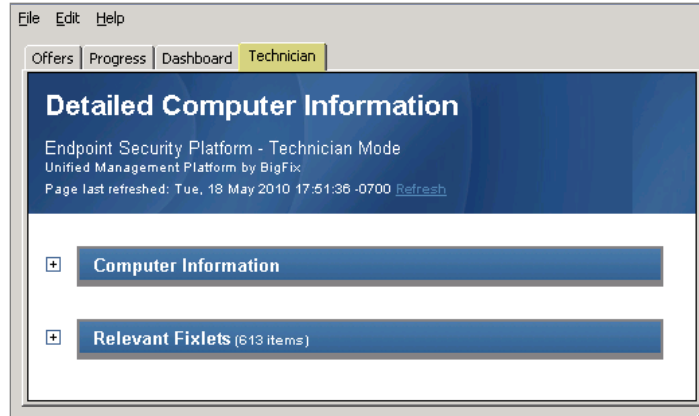 File Edit Help
Offers Progress Dashboard Technician
Detailed Computer Information
Endpoint Security Platform - Technician Mode
Unified Management Platform by BigFix
Page last refreshed: Tue, 18 May 2010 17:51:36 -0700 Refresh
Computer Information
Relevant Fixlets (613 items)